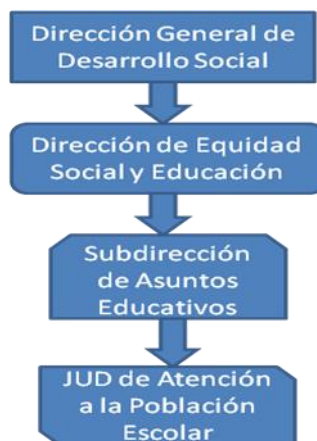 Dirección General de
Desarrollo Social
Dirección de Equidad
Social y Educación
Subdirección
de Asuntos
Educativos
JUD de Atención
a la Población
Escolar